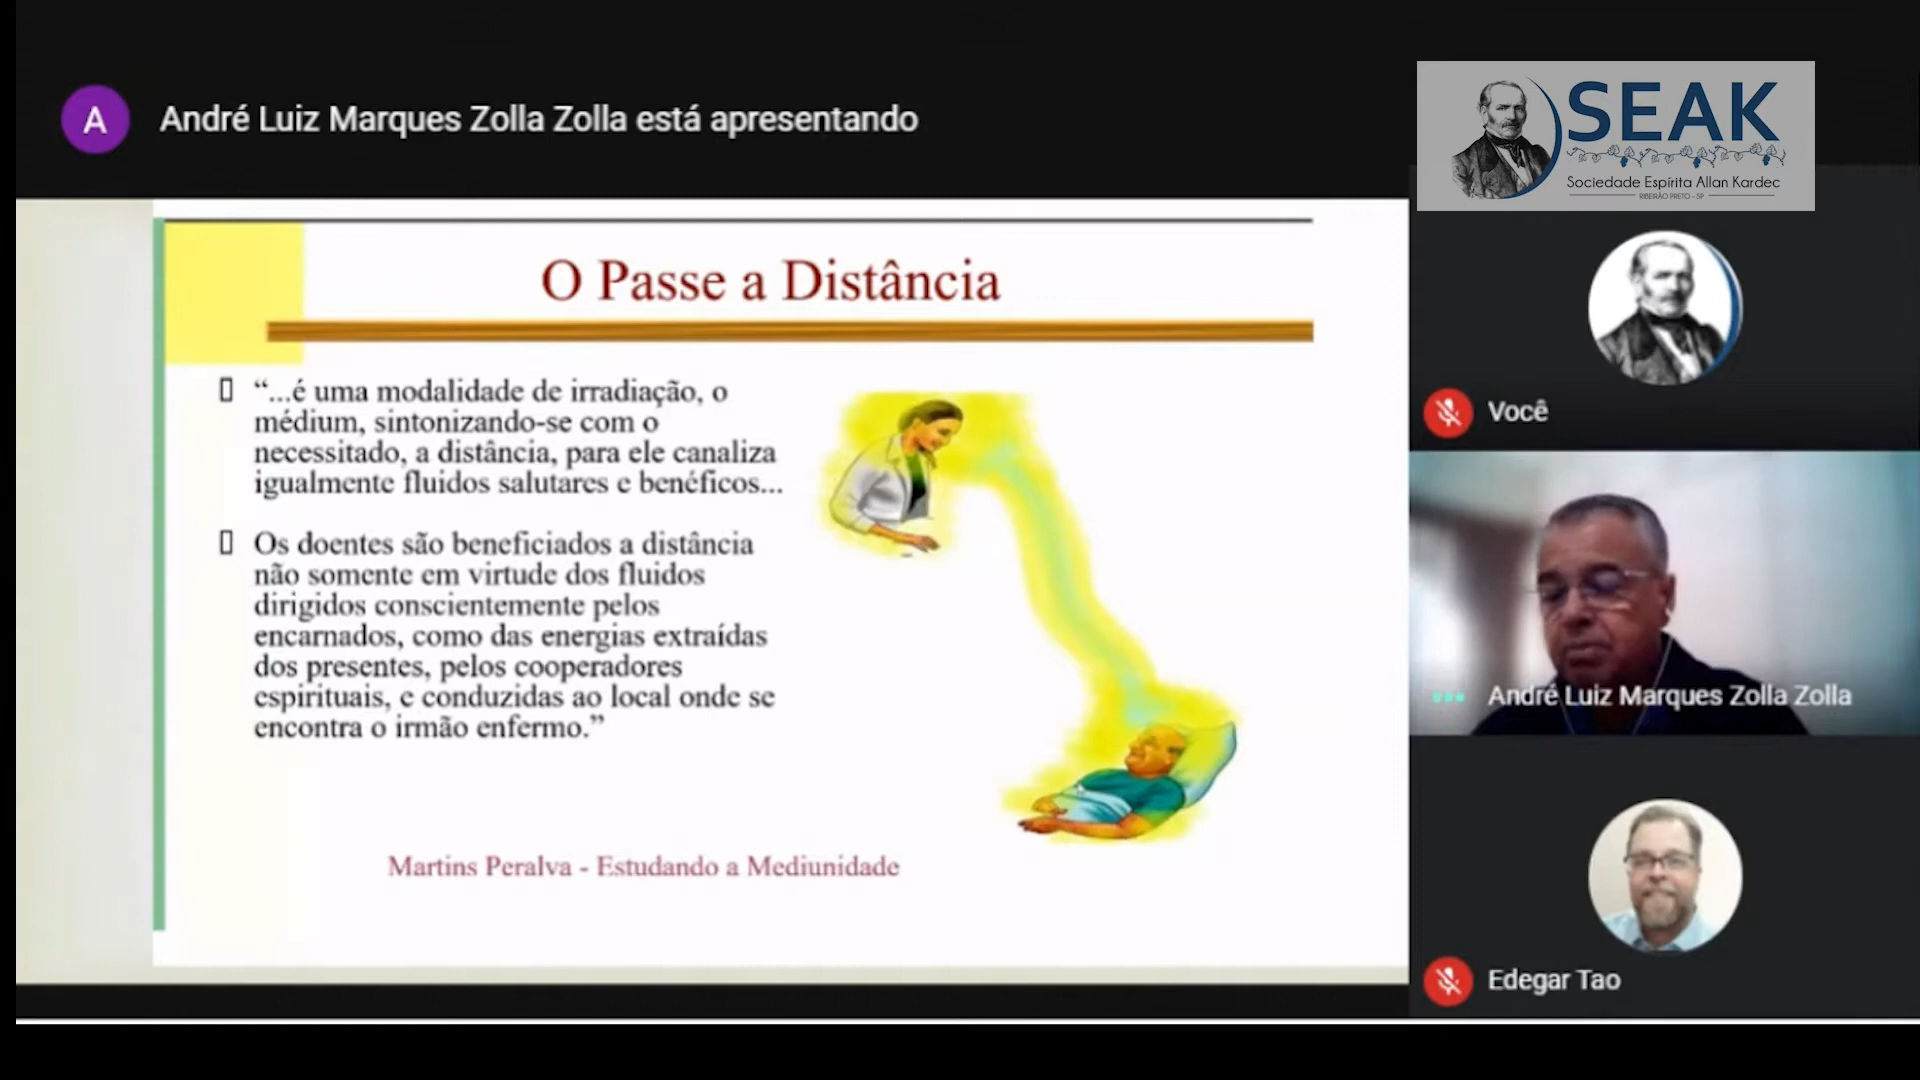 A
André Luiz Marques Zolla Zolla está apresentando
SEAK
Sociedade Espírita Allan Kardec
RIBEIRÃO PRETO - SP
O Passe a Distância
“...é uma modalidade de irradiação, o
médium, sintonizando-se com o
necessitado, a distância, para ele canaliza
igualmente fluidos salutares e benéficos...
Os doentes são beneficiados a distância
não somente em virtude dos fluidos
dirigidos conscientemente pelos
encarnados, como das energias extraídas
dos presentes, pelos cooperadores
espirituais, e conduzidas ao local onde se
encontra o irmão enfermo.”
Martins Peralva - Estudando a Mediunidade
Você
André Luiz Marques Zolla Zolla
Edegar Tao